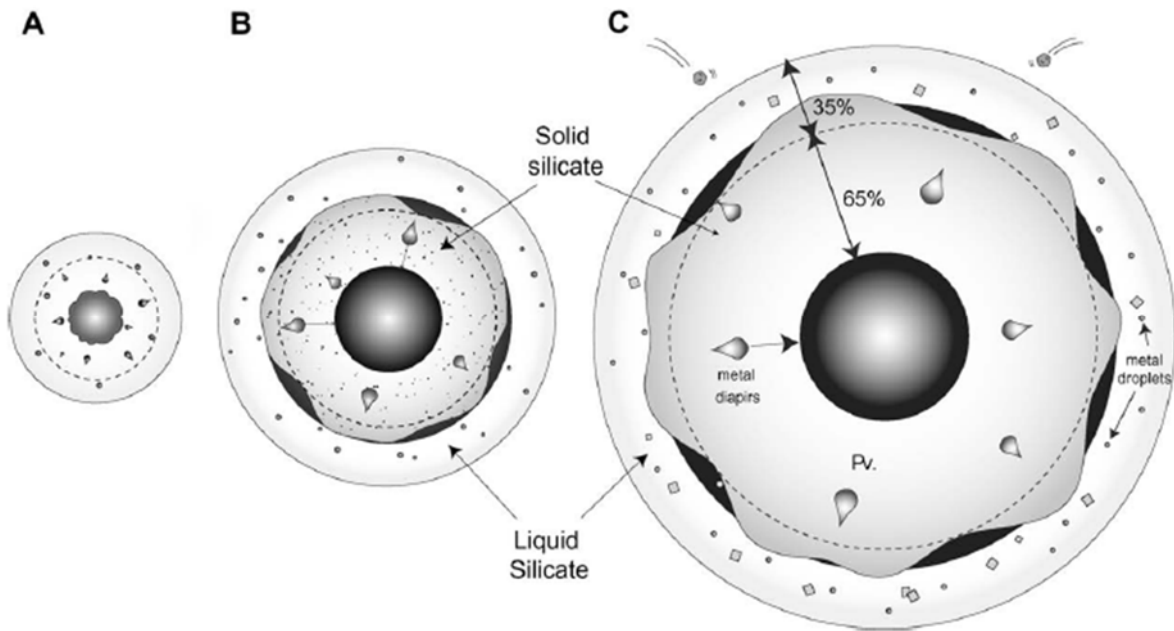 A
B
C
35%
Solid
silicate
65%
metal
diapirs
metal
droplets
Pv.
Liquid
Silicate